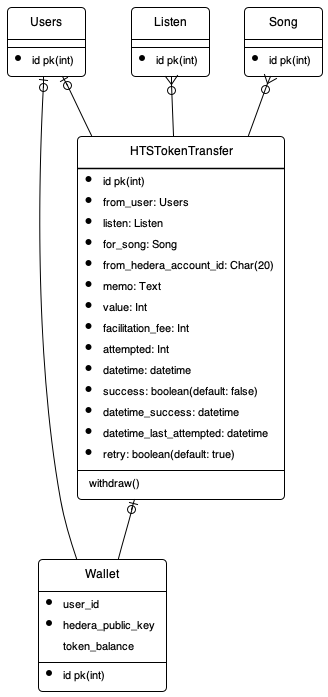 Users
id pk(int)
Listen
id pk(int)
Song
id pk(int)
HTSTokenTransfer
id pk(int)
from_user: Users
listen: Listen
for_song: Song
from_hedera_account_id: Char(20)
memo: Text
value: Int
facilitation_fee: Int
attempted: Int
datetime: datetime
success: boolean(default: false)
datetime_success: datetime
datetime_last_attempted: datetime
retry: boolean(default: true)
withdraw()
Wallet
user_id
hedera_public_key
token_balance
id pk(int)